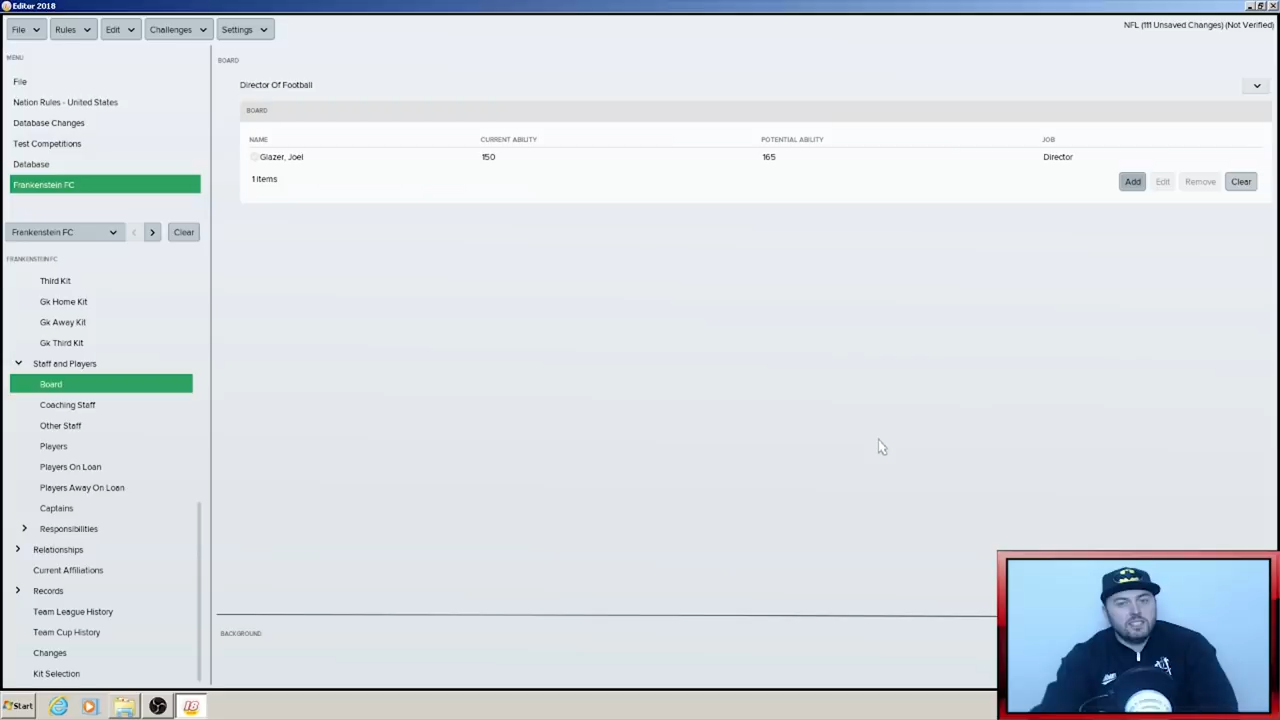 Editor 2018
File Rules Edit Challenges Settings
NFL (111 Unsaved Changes) (Not Verified)
MENU
File
Nation Rules - United States
Database Changes
Test Competitions
Database
Frankenstein FC
Frankenstein FC Clear
FRANKENSTEIN FC
Third Kit
Gk Home Kit
Gk Away Kit
Gk Third Kit
Staff and Players
Board
Coaching Staff
Other Staff
Players
Players On Loan
Players Away On Loan
Captains
Responsibilities
Relationships
Current Affiliations
Records
Team League History
Team Cup History
Changes
Kit Selection
BOARD
Director Of Football
BOARD
NAME CURRENT ABILITY POTENTIAL ABILITY JOB
Glazer, Joel 150 165 Director
1 items
Add Edit Remove Clear
BACKGROUND
Start
18